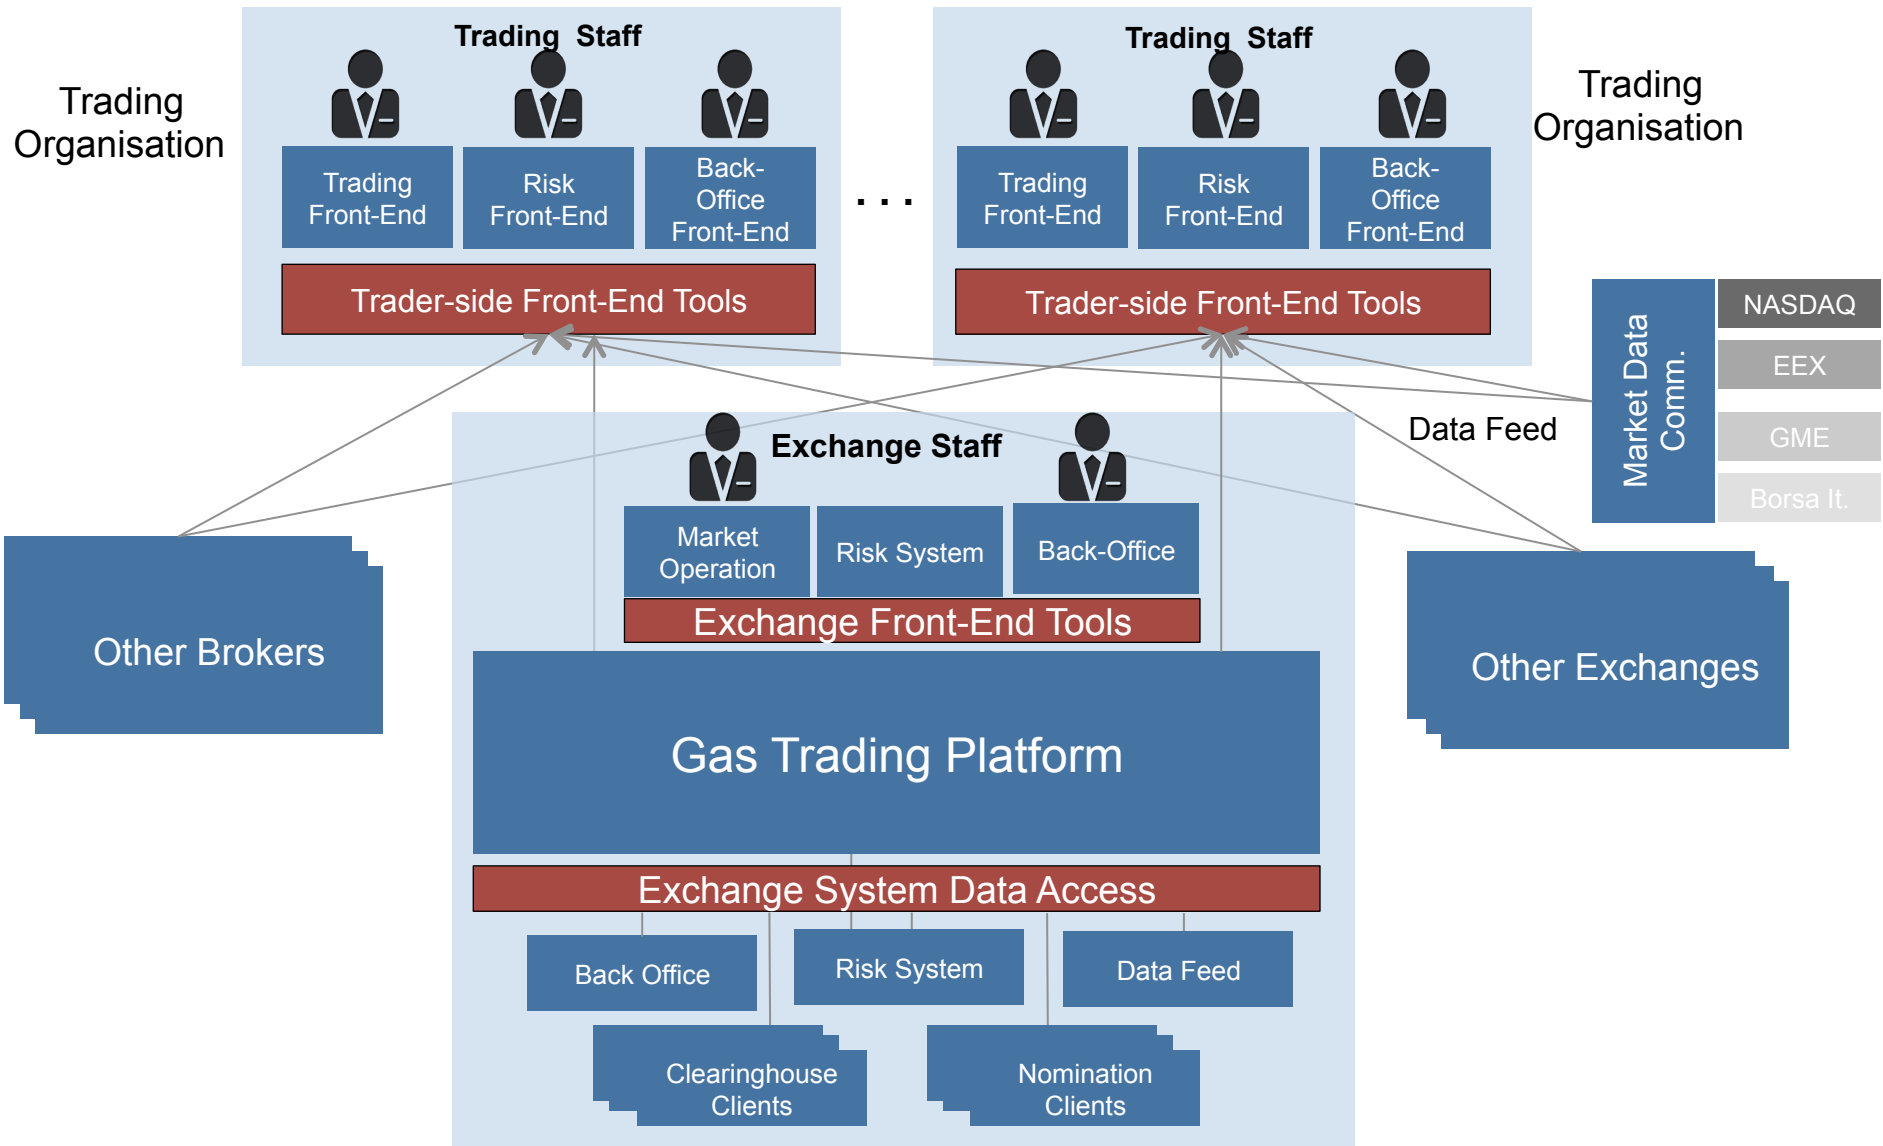 Trading Staff
Trading Staff
Trading
Organisation
Trading
Organisation
Trading
Front-End
Risk
Front-End
Back-
Office
Front-End
. . .
Trading
Front-End
Risk
Front-End
Back-
Office
Front-End
Trader-side Front-End Tools
Trader-side Front-End Tools
Market Data
Comm.
NASDAQ
EEX
GME
Borsa It.
Data Feed
Exchange Staff
Market
Operation
Risk System
Back-Office
Exchange Front-End Tools
Other Brokers
Other Exchanges
Gas Trading Platform
Exchange System Data Access
Back Office
Risk System
Data Feed
Clearinghouse
Clients
Nomination
Clients